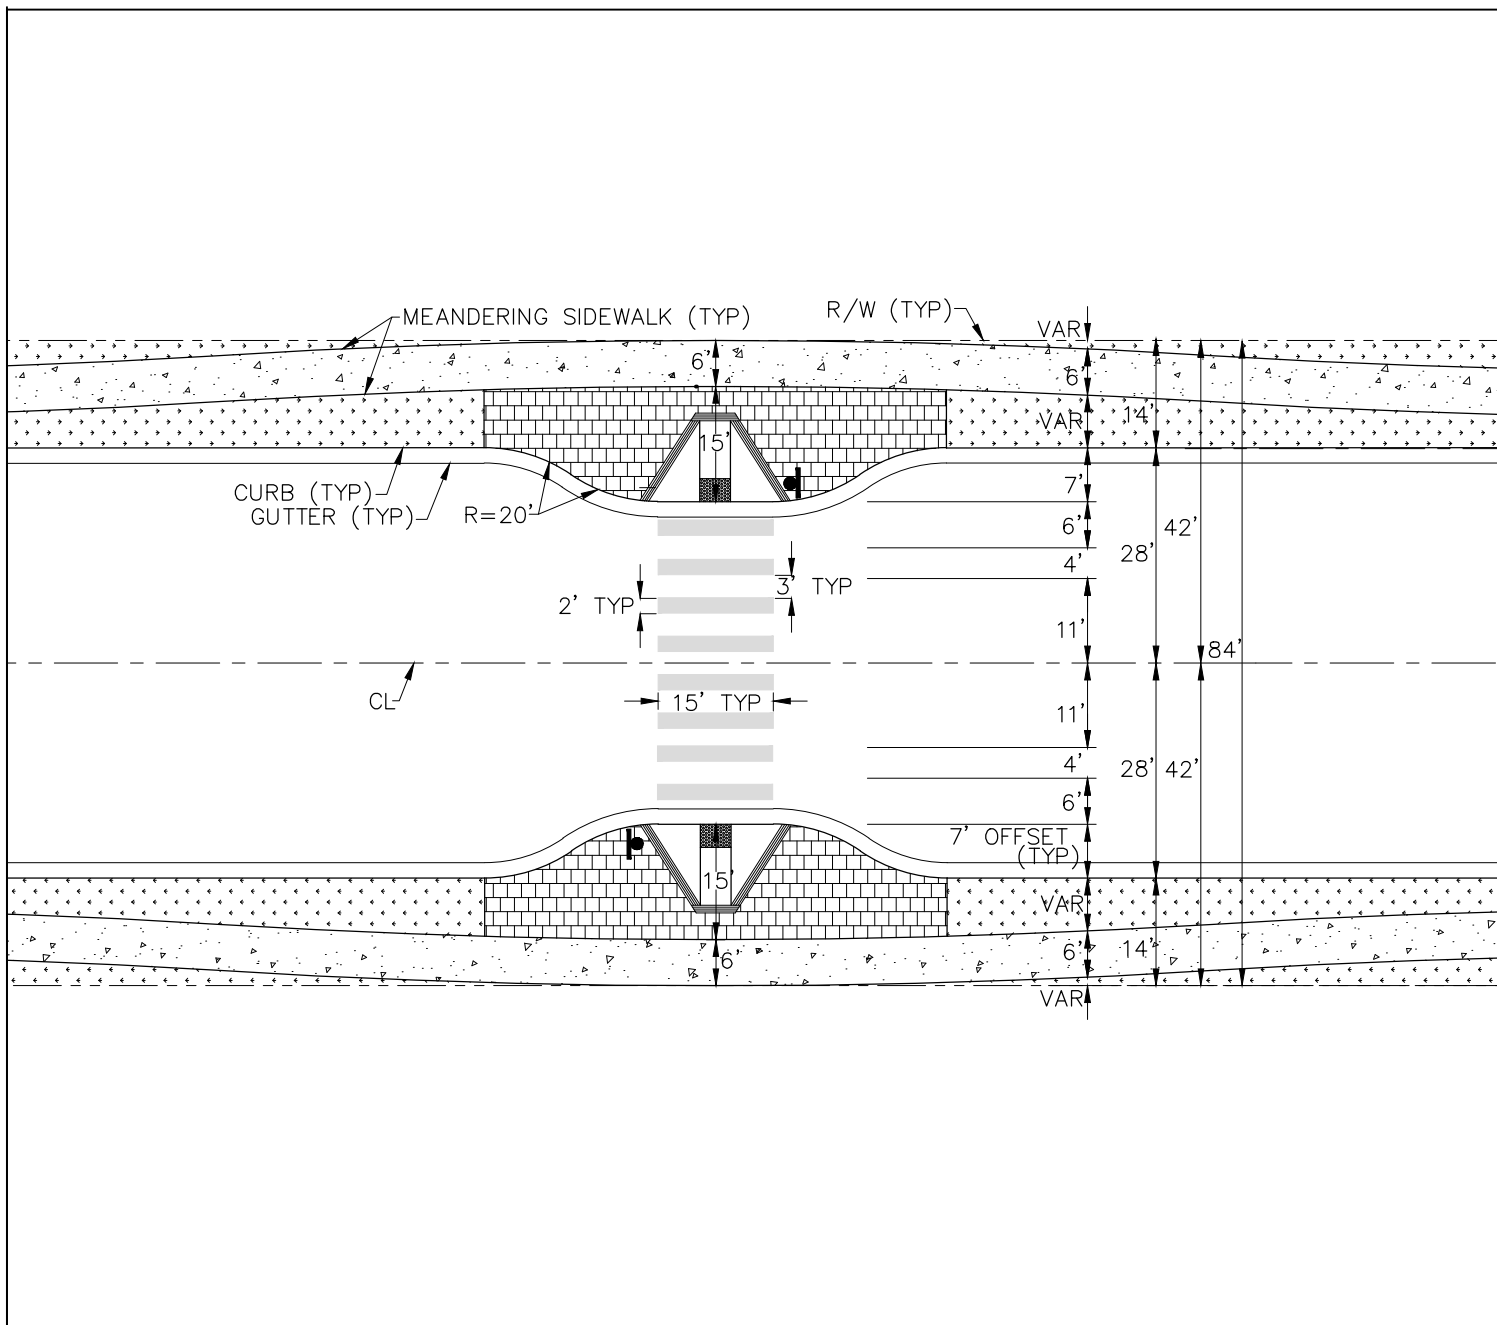 MEANDERING SIDEWALK (TYP)
R/W (TYP)
VAR
6'
6'
14'
VAR
15'
7'
CURB (TYP)
GUTTER (TYP)
R=20'
6'
42'
28'
4'
3' TYP
2' TYP
11'
84'
CL
15' TYP
11'
4'
28'
42'
6'
7' OFFSET
(TYP)
15'
VAR
6'
6'
14'
VAR